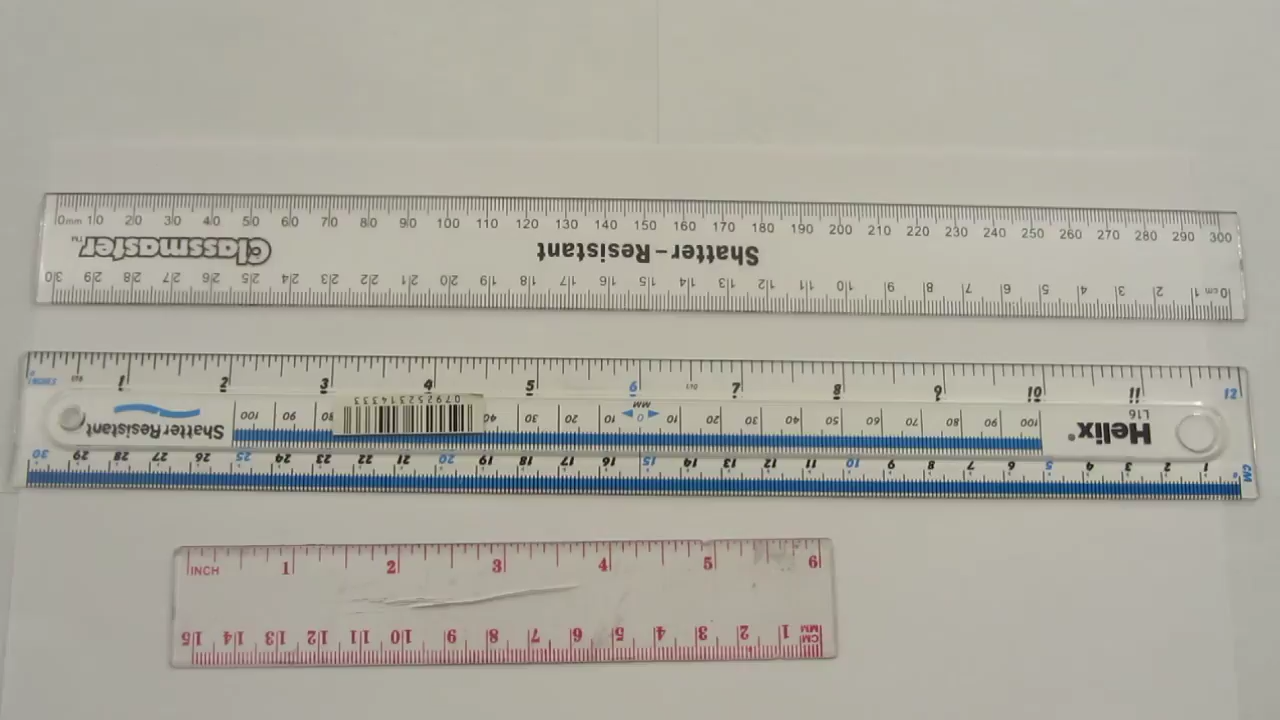 0mm 10 20 30 40 50 60 70 80 90 100 110 120 130 140 150 160 170 180 190 200 210 220 230 240 250 260 270 280 290 300
Classmaster™ Shatter-Resistant
30 29 28 27 26 25 24 23 22 21 20 19 18 17 16 15 14 13 12 11 10 9 8 7 6 5 4 3 2 1 0cm
1 2 3 4 5 6 7 8 9 10 11 12
0792523 14333
MM
100 90 40 30 20 10 0 10 20 30 40 50 60 70 80 90 100
Shatter Resistant
Helix® L16
30 29 28 27 26 25 24 23 22 21 20 19 18 17 16 15 14 13 12 11 10 9 8 7 6 5 4 3 2 1 CM
INCH 1 2 3 4 5 6
15 14 13 12 11 10 9 8 7 6 5 4 3 2 1 CM MM